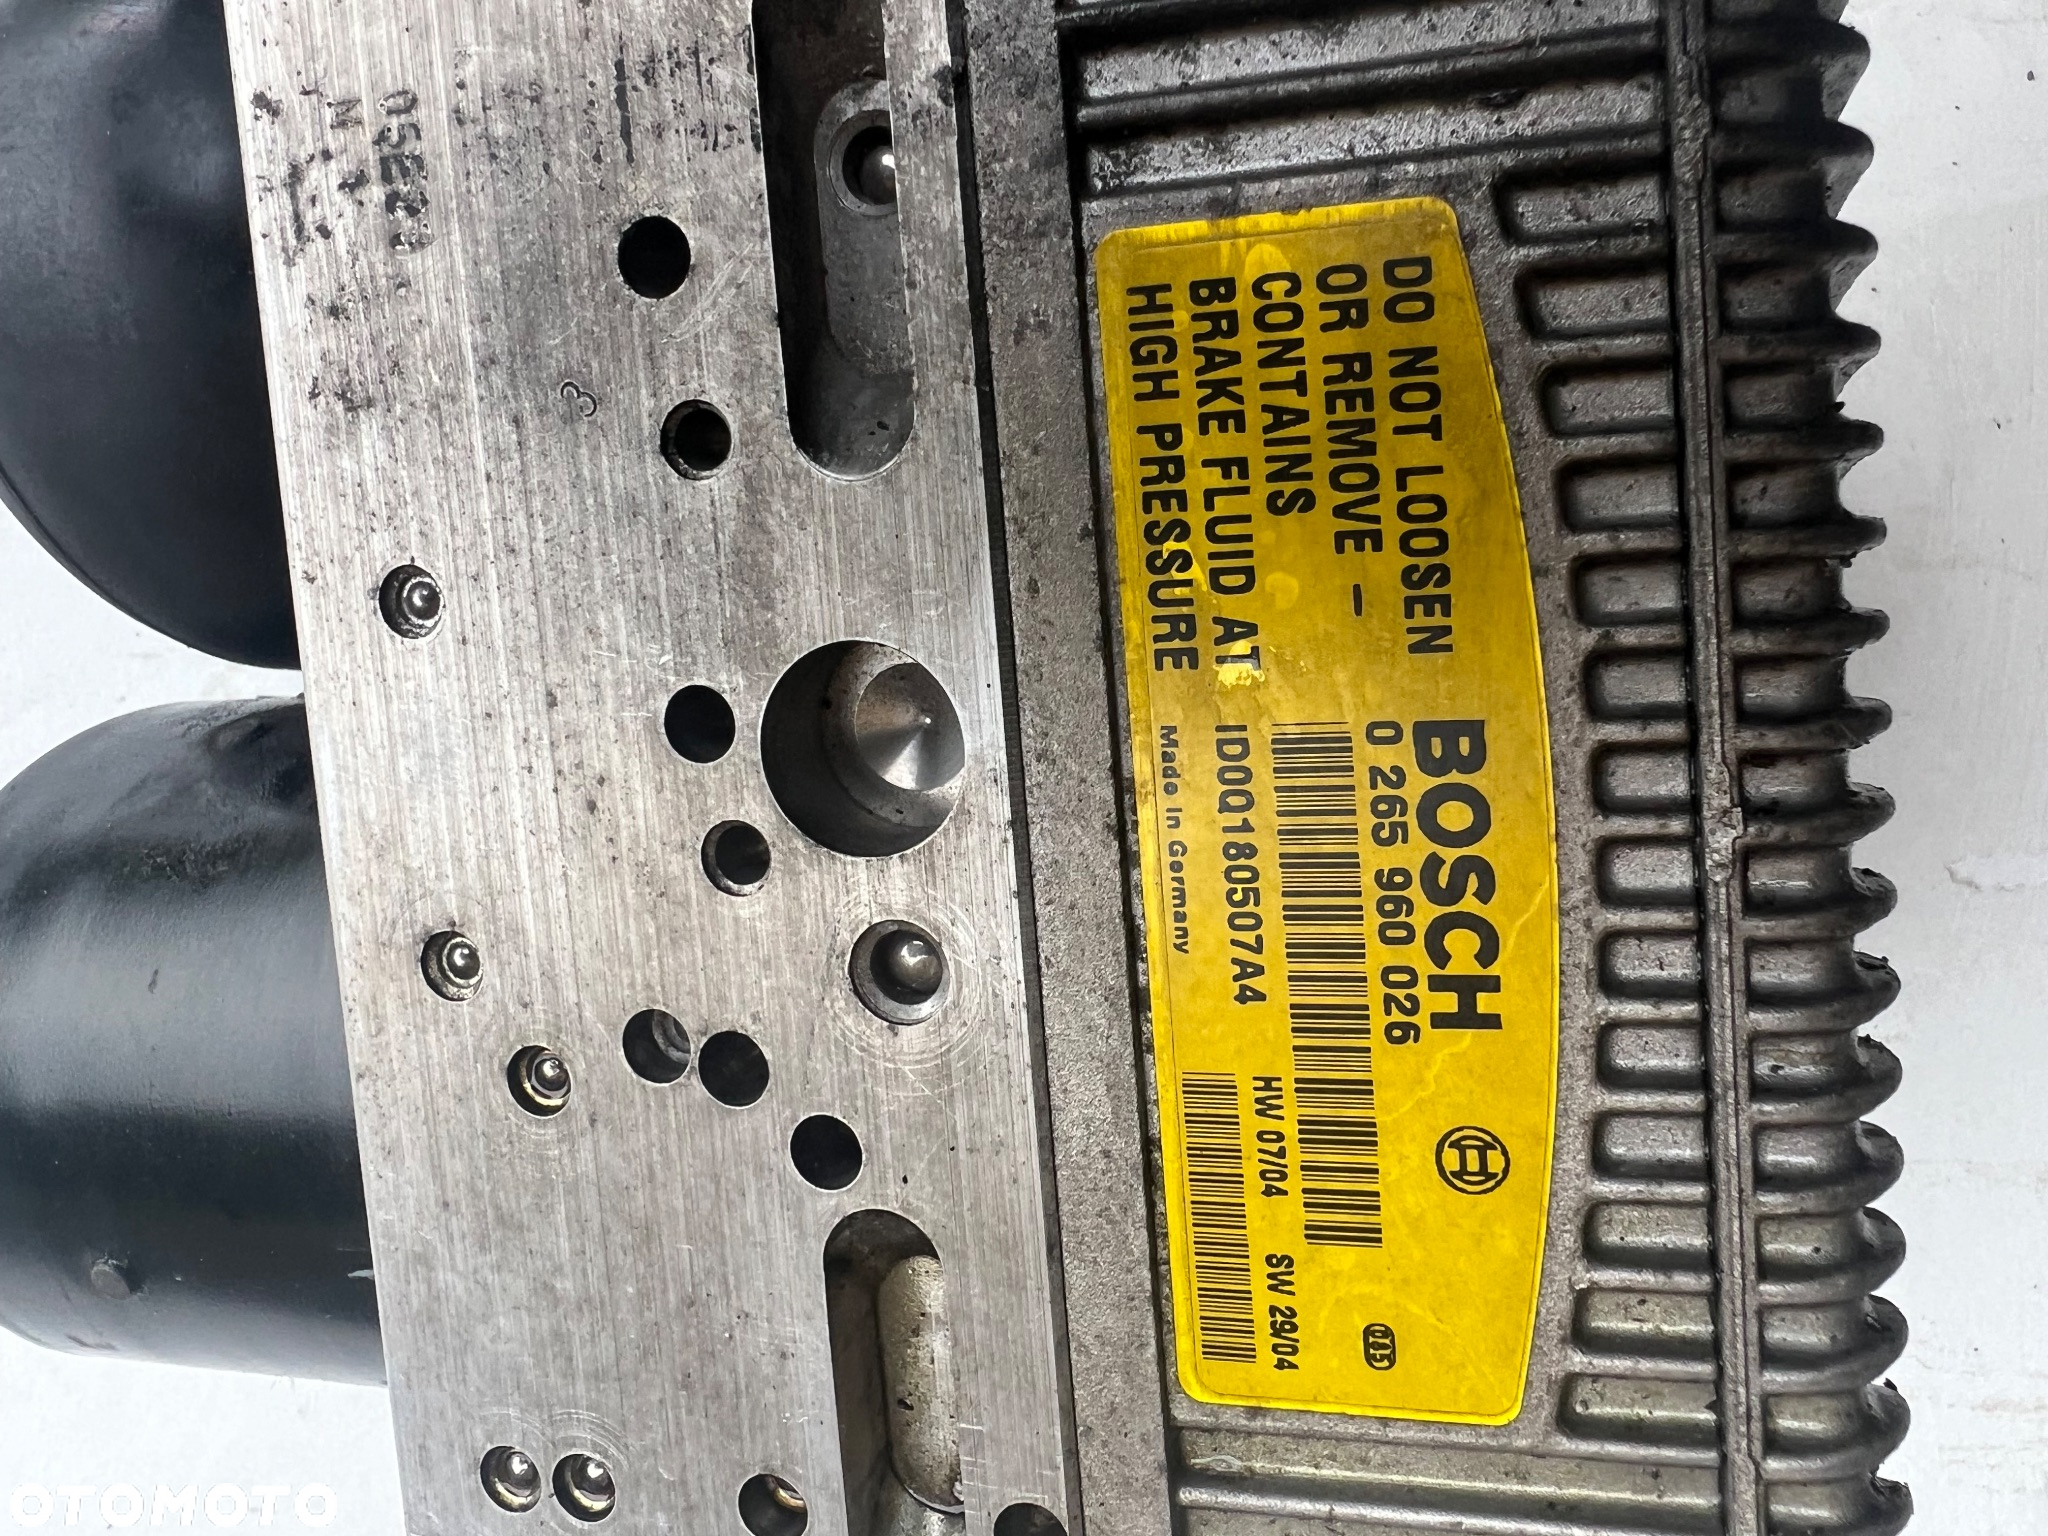 DO NOT LOOSEN
OR REMOVE –
CONTAINS
BRAKE FLUID AT
HIGH PRESSURE
BOSCH
0 265 960 026
ID0Q180507A4
Made in Germany
HW 07/04 SW 29/04
3
OTOMOTO